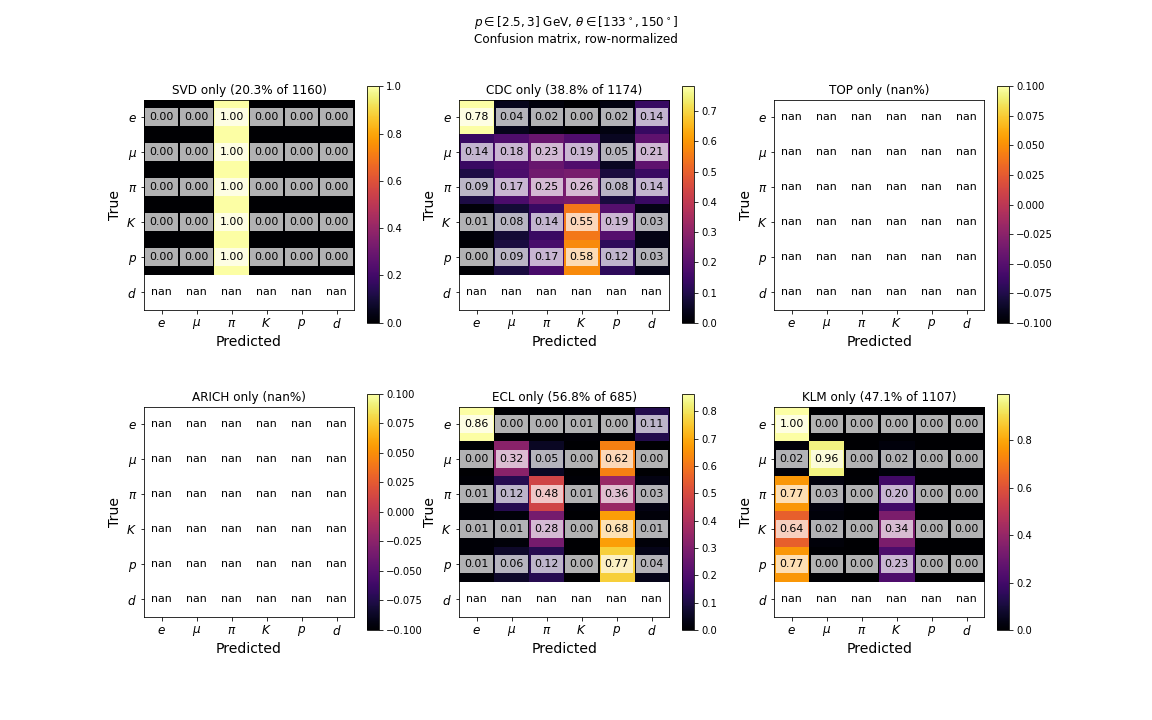 p ∈ [2.5, 3] GeV, θ ∈ [133°, 150°]
Confusion matrix, row-normalized
SVD only (20.3% of 1160)
True
e 0.00 0.00 1.00 0.00 0.00 0.00
μ 0.00 0.00 1.00 0.00 0.00 0.00
π 0.00 0.00 1.00 0.00 0.00 0.00
K 0.00 0.00 1.00 0.00 0.00 0.00
p 0.00 0.00 1.00 0.00 0.00 0.00
d nan nan nan nan nan nan
e μ π K p d
Predicted
1.0
0.8
0.6
0.4
0.2
0.0
CDC only (38.8% of 1174)
True
e 0.78 0.04 0.02 0.00 0.02 0.14
μ 0.14 0.18 0.23 0.19 0.05 0.21
π 0.09 0.17 0.25 0.26 0.08 0.14
K 0.01 0.08 0.14 0.55 0.19 0.03
p 0.00 0.09 0.17 0.58 0.12 0.03
d nan nan nan nan nan nan
e μ π K p d
Predicted
0.7
0.6
0.5
0.4
0.3
0.2
0.1
0.0
TOP only (nan%)
True
e nan nan nan nan nan nan
μ nan nan nan nan nan nan
π nan nan nan nan nan nan
K nan nan nan nan nan nan
p nan nan nan nan nan nan
d nan nan nan nan nan nan
e μ π K p d
Predicted
0.100
0.075
0.050
0.025
0.000
−0.025
−0.050
−0.075
−0.100
ARICH only (nan%)
True
e nan nan nan nan nan nan
μ nan nan nan nan nan nan
π nan nan nan nan nan nan
K nan nan nan nan nan nan
p nan nan nan nan nan nan
d nan nan nan nan nan nan
e μ π K p d
Predicted
0.100
0.075
0.050
0.025
0.000
−0.025
−0.050
−0.075
−0.100
ECL only (56.8% of 685)
True
e 0.86 0.00 0.00 0.01 0.00 0.11
μ 0.00 0.32 0.05 0.00 0.62 0.00
π 0.01 0.12 0.48 0.01 0.36 0.03
K 0.01 0.01 0.28 0.00 0.68 0.01
p 0.01 0.06 0.12 0.00 0.77 0.04
d nan nan nan nan nan nan
e μ π K p d
Predicted
0.8
0.7
0.6
0.5
0.4
0.3
0.2
0.1
0.0
KLM only (47.1% of 1107)
True
e 1.00 0.00 0.00 0.00 0.00 0.00
μ 0.02 0.96 0.00 0.02 0.00 0.00
π 0.77 0.03 0.00 0.20 0.00 0.00
K 0.64 0.02 0.00 0.34 0.00 0.00
p 0.77 0.00 0.00 0.23 0.00 0.00
d nan nan nan nan nan nan
e μ π K p d
Predicted
0.8
0.6
0.4
0.2
0.0